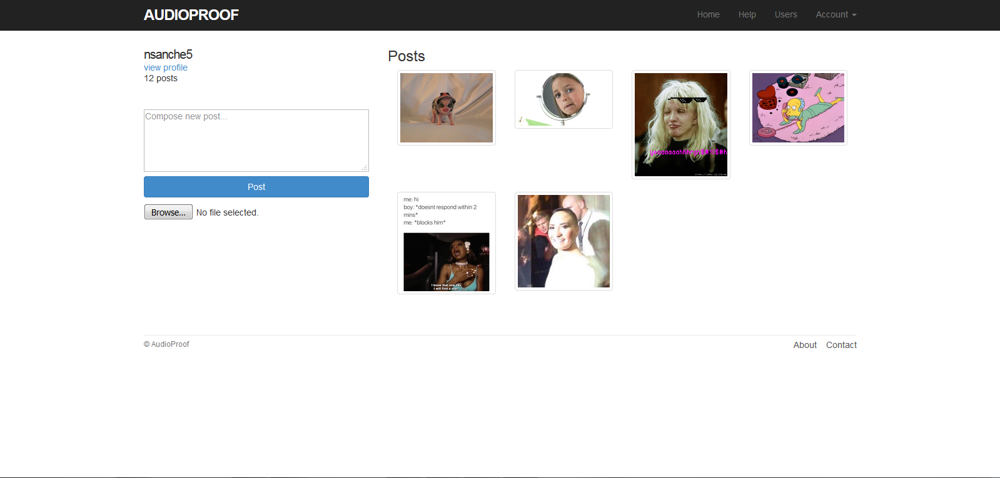 AUDIOPROOF
Home
Help
Users
Account
nsanche5
view profile
12 posts
Compose new post...
Post
Browse...
No file selected.
Posts
me: hi
boy: *doesnt respond within 2
mins*
me: *blocks him*
I know that one day
I will find a man
© AudioProof
About
Contact